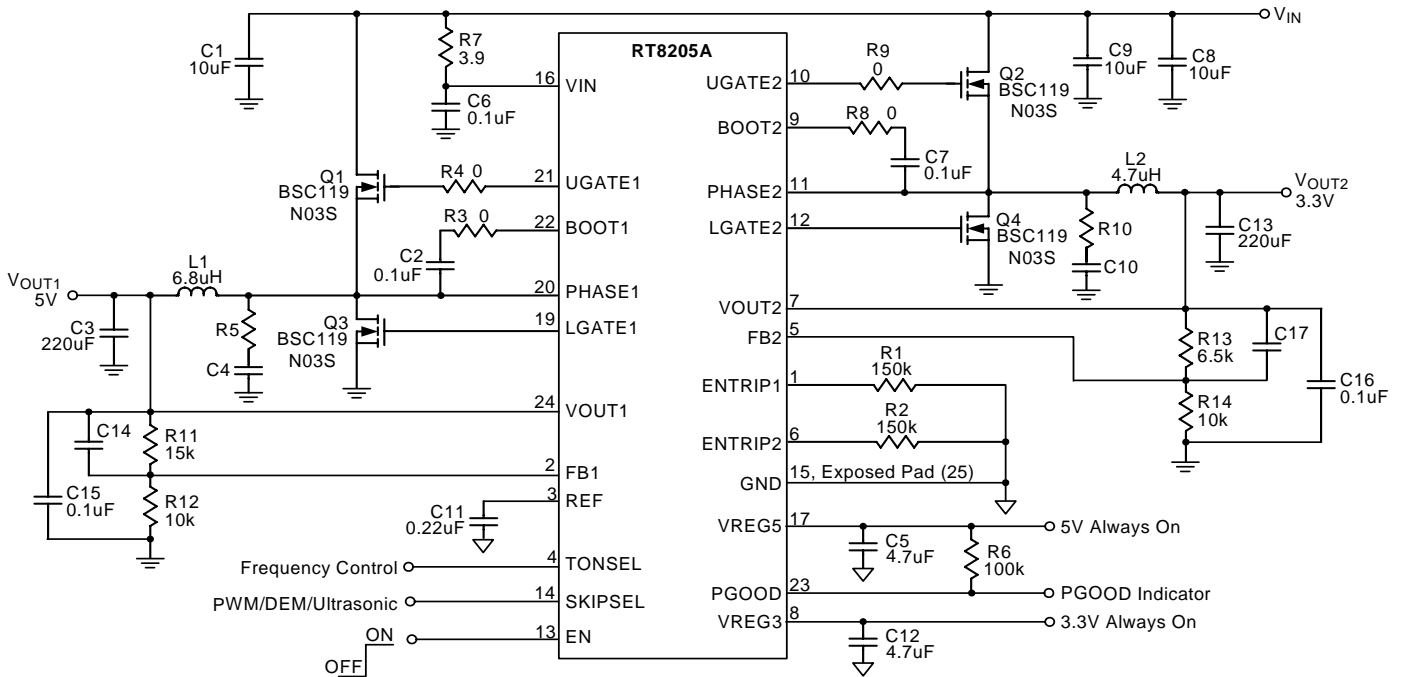 VIN
C1
10uF
R7
3.9
RT8205A
R9
0
Q2
BSC119
N03S
C9
10uF
C8
10uF
16
VIN
UGATE2
10
C6
0.1uF
BOOT2
9
R8 0
C7
0.1uF
Q1
BSC119
N03S
R4 0
21
UGATE1
PHASE2
11
L2
4.7uH
VOUT2
3.3V
R3 0
22
BOOT1
LGATE2
12
Q4
BSC119
N03S
R10
C10
C13
220uF
C2
0.1uF
L1
6.8uH
VOUT1
5V
20
PHASE1
C3
220uF
R5
C4
Q3
BSC119
N03S
19
LGATE1
VOUT2
7
FB2
5
R13
6.5k
C17
R1
150k
ENTRIP1
1
R14
10k
C16
0.1uF
24
VOUT1
C14
R11
15k
R2
150k
ENTRIP2
6
2
FB1
C15
0.1uF
R12
10k
GND
15, Exposed Pad (25)
3
REF
C11
0.22uF
VREG5
17
5V Always On
C5
4.7uF
R6
100k
Frequency Control
4
TONSEL
PGOOD
23
PGOOD Indicator
PWM/DEM/Ultrasonic
14
SKIPSEL
VREG3
8
3.3V Always On
ON
OFF
13
EN
C12
4.7uF